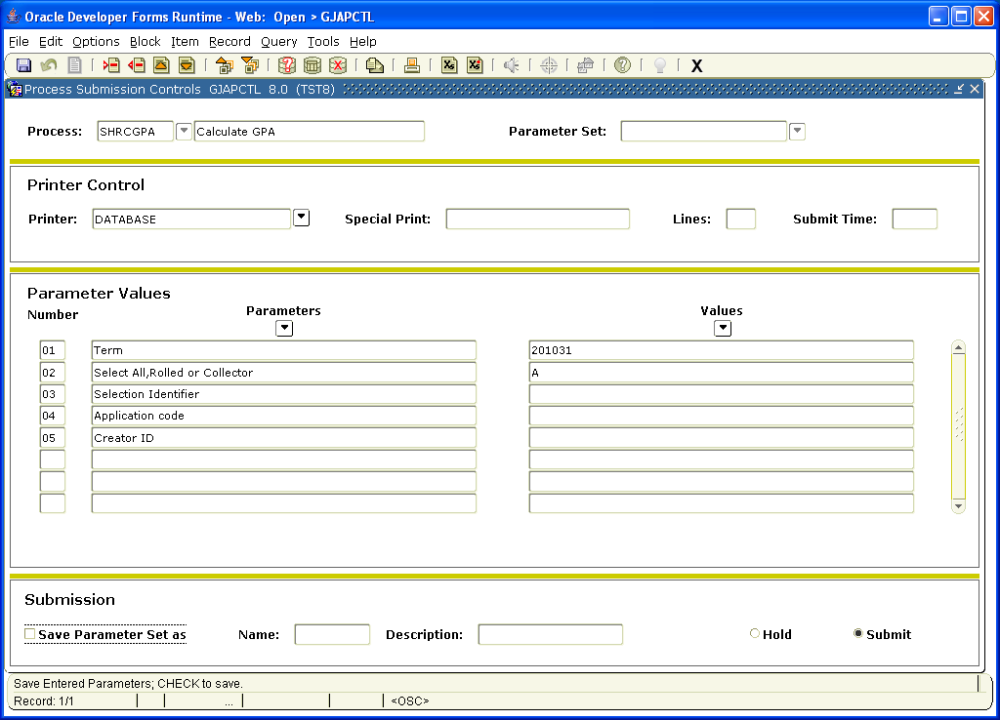 Oracle Developer Forms Runtime - Web: Open > GJAPCTL
File Edit Options Block Item Record Query Tools Help
X
Process Submission Controls GJAPCTL 8.0 (TST8)
Process: SHRCGPA Calculate GPA Parameter Set:
Printer Control
Printer: DATABASE Special Print: Lines: Submit Time:
Parameter Values
Number Parameters Values
01 Term 201031
02 Select All,Rolled or Collector A
03 Selection Identifier
04 Application code
05 Creator ID
Submission
Save Parameter Set as Name: Description: Hold Submit
Save Entered Parameters; CHECK to save.
Record: 1/1 ... <OSC>